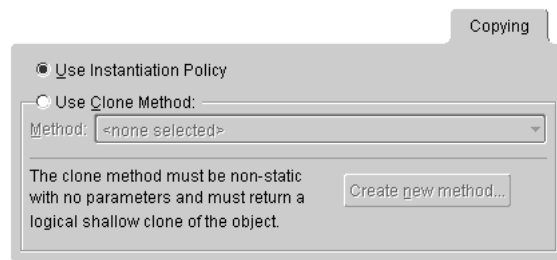 Copying
Use Instantiation Policy
Use Clone Method:
Method: <none selected>
The clone method must be non-static
with no parameters and must return a
logical shallow clone of the object.
Create new method...